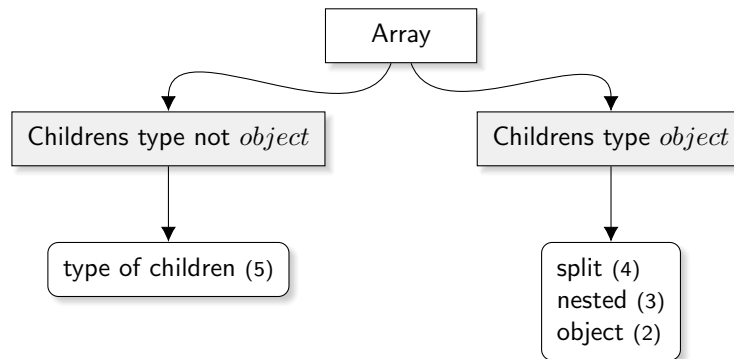 Array
Childrens type not object
Childrens type object
type of children (5)
split (4)
nested (3)
object (2)